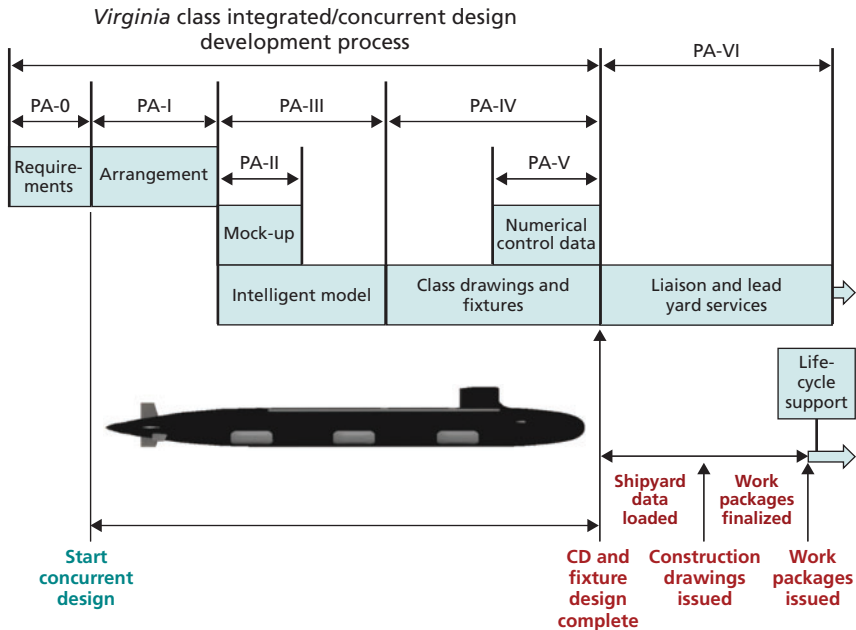 Virginia class integrated/concurrent design
development process
PA-VI
PA-0
PA-I
PA-III
PA-IV
PA-II
PA-V
Require-
ments
Arrangement
Mock-up
Numerical
control data
Intelligent model
Class drawings and
fixtures
Liaison and lead
yard services
Life-
cycle
support
Shipyard
data
loaded
Work
packages
finalized
Start
concurrent
design
CD and
fixture
design
complete
Construction
drawings
issued
Work
packages
issued